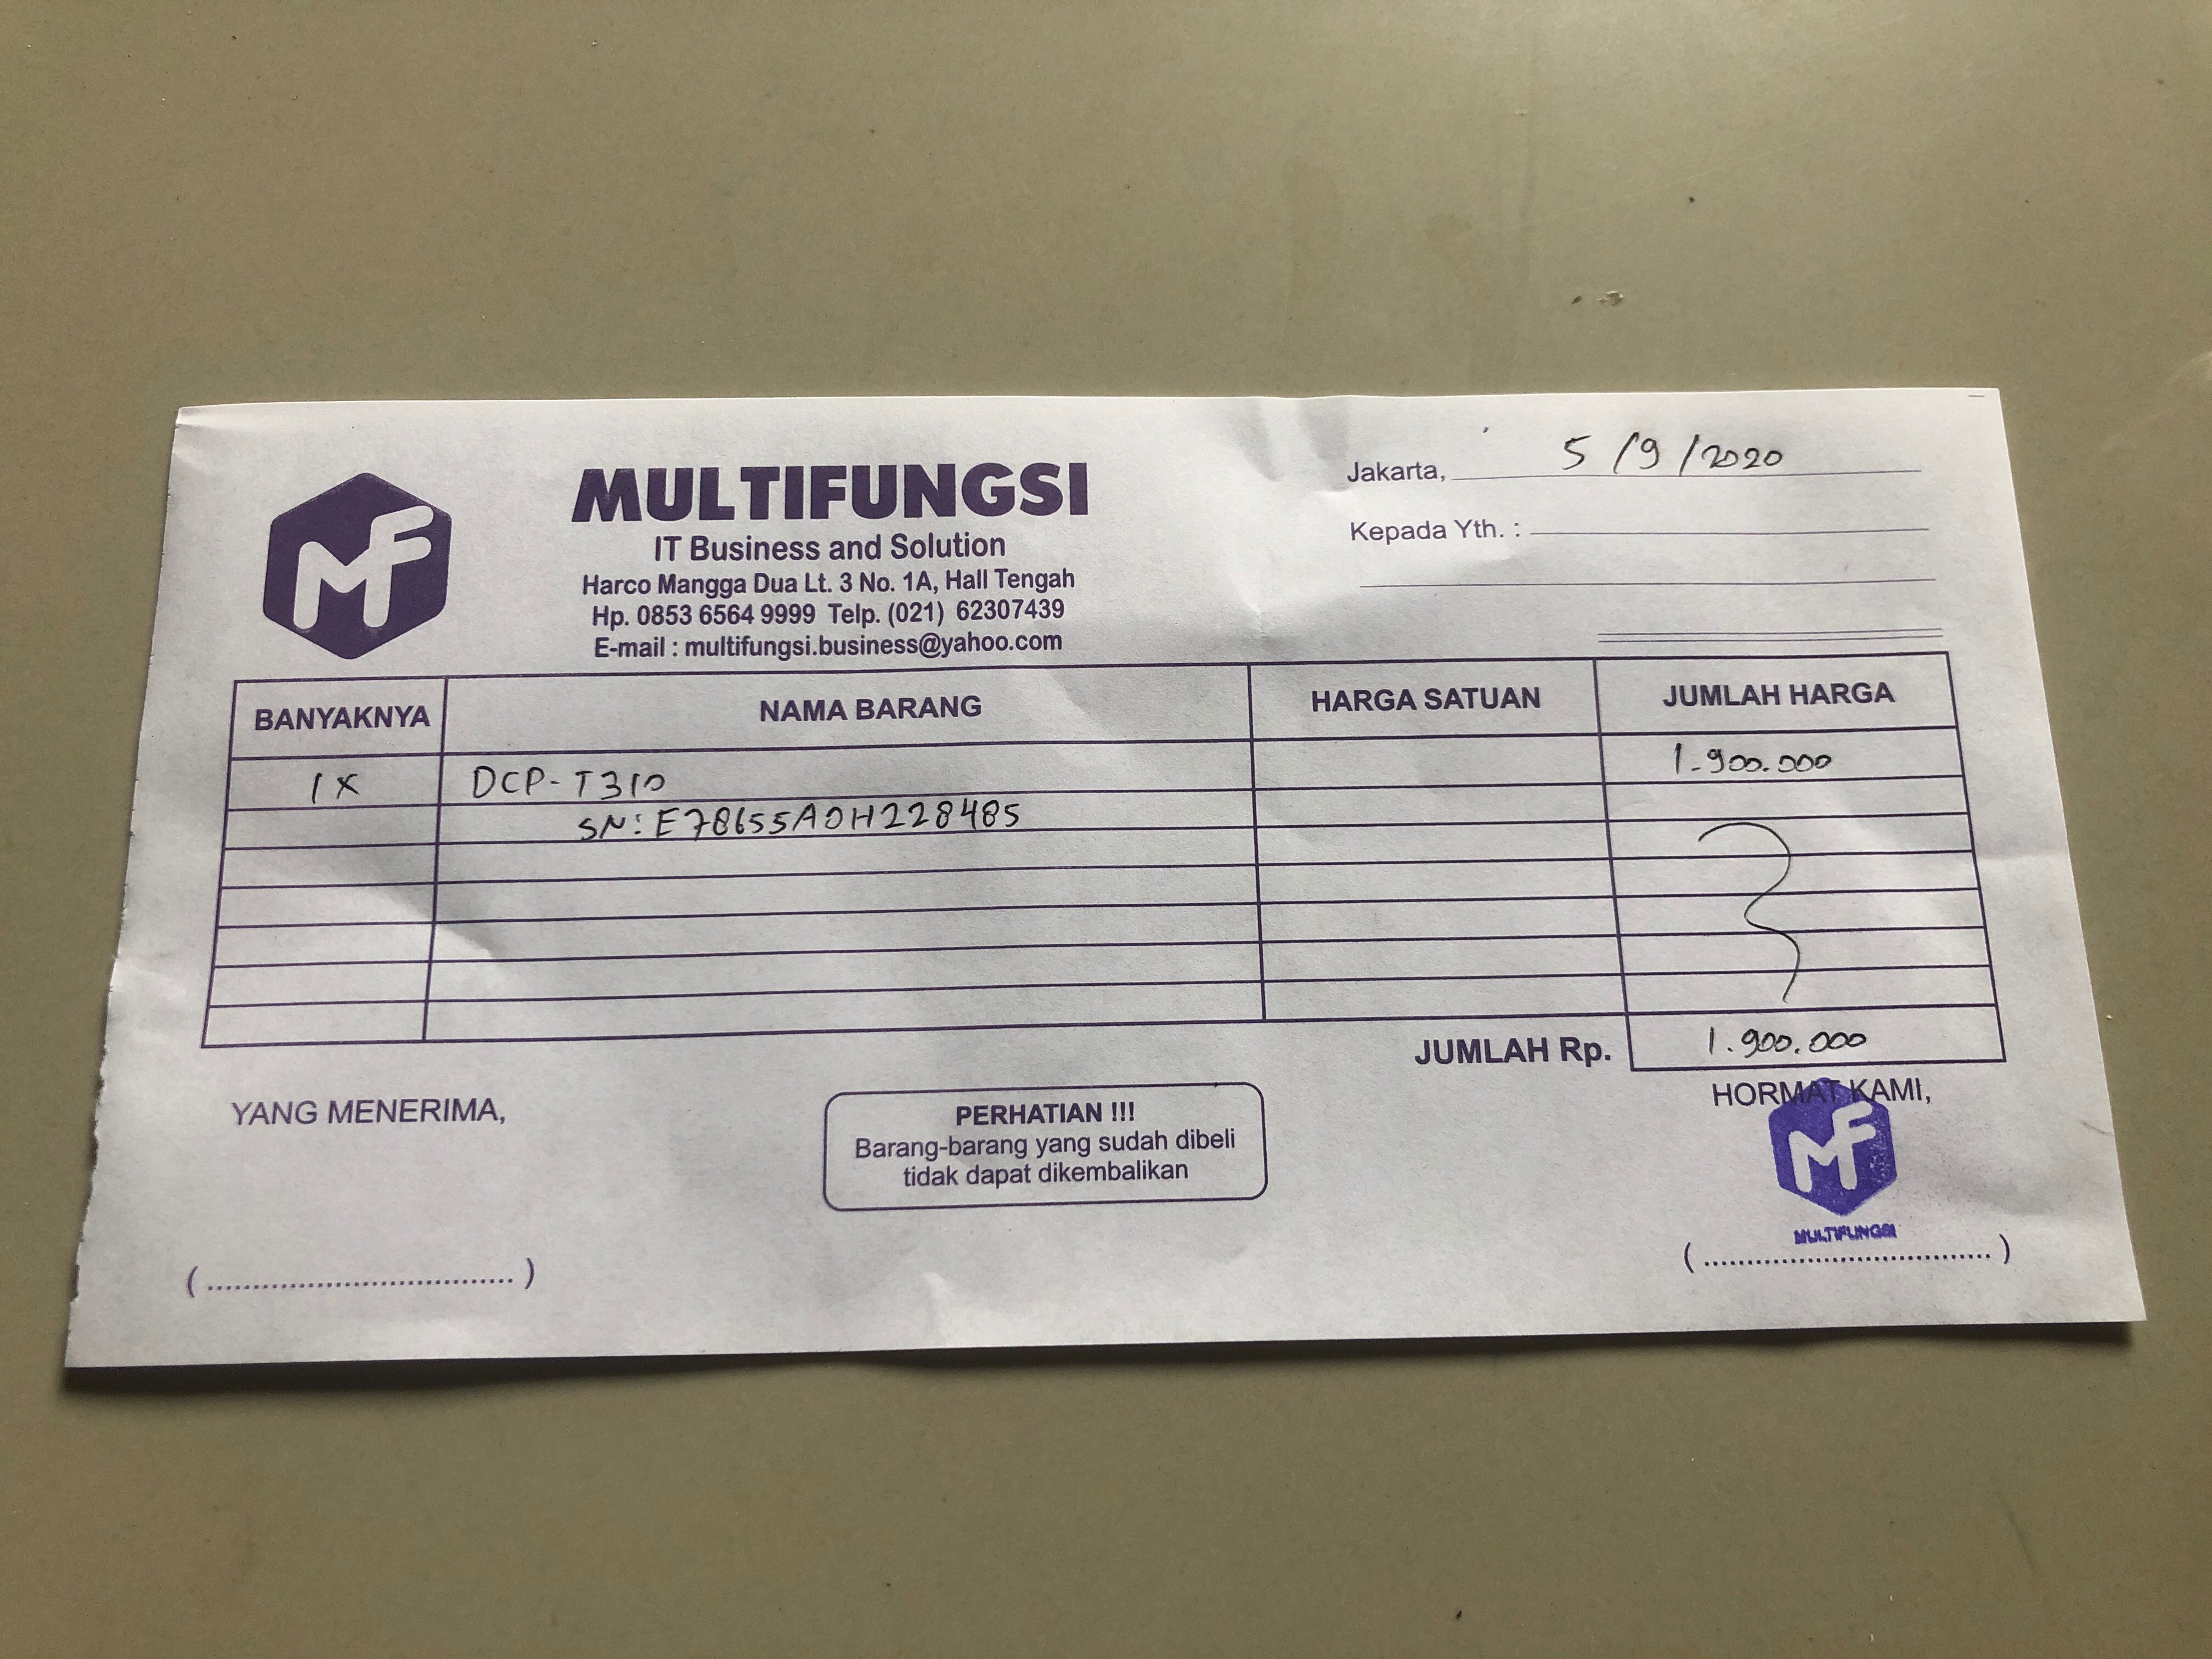 MF
MULTIFUNGSI
IT Business and Solution
Harco Mangga Dua Lt. 3 No. 1A, Hall Tengah
Hp. 0853 6564 9999 Telp. (021) 62307439
E-mail : multifungsi.business@yahoo.com
Jakarta, 5/9/2020
Kepada Yth. :
BANYAKNYA NAMA BARANG HARGA SATUAN JUMLAH HARGA
1x DCP-T310 1.900.000
SN: E78655A0H228485
JUMLAH Rp. 1.900.000
YANG MENERIMA,
PERHATIAN !!!
Barang-barang yang sudah dibeli
tidak dapat dikembalikan
HORMAT KAMI,
MF
MULTIFUNGSI
(....................................)
(....................................)